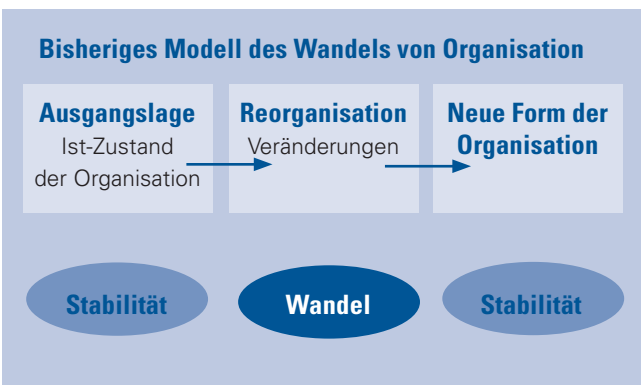 Bisheriges Modell des Wandels von Organisation
Ausgangslage
Ist-Zustand
der Organisation
Reorganisation
Veränderungen
Neue Form der
Organisation
Stabilität
Wandel
Stabilität